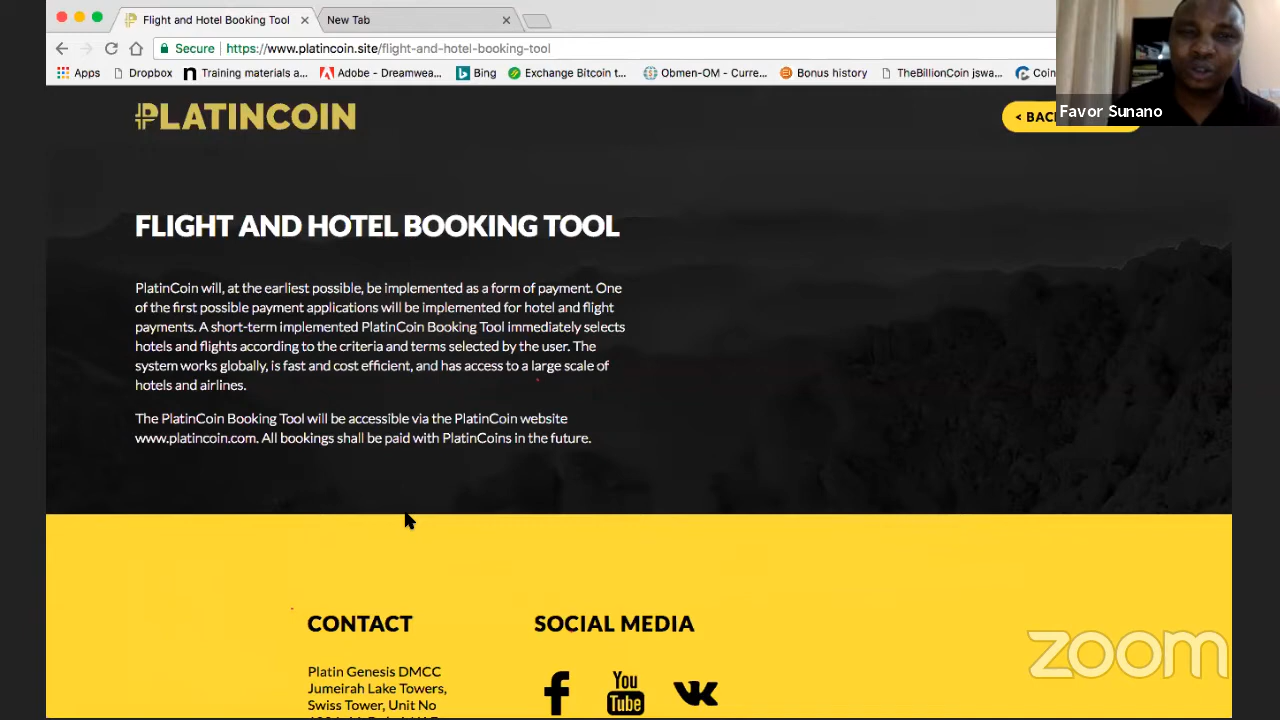 Flight and Hotel Booking Tool
New Tab
Secure https://www.platincoin.site/flight-and-hotel-booking-tool
Apps Dropbox Training materials a... Adobe - Dreamwea... Bing Exchange Bitcoin t... Obmen-OM - Curre... Bonus history TheBillionCoin jswa... Coin
Favor Sunano
PLATINCOIN
< BAC
FLIGHT AND HOTEL BOOKING TOOL
PlatinCoin will, at the earliest possible, be implemented as a form of payment. One
of the first possible payment applications will be implemented for hotel and flight
payments. A short-term implemented PlatinCoin Booking Tool immediately selects
hotels and flights according to the criteria and terms selected by the user. The
system works globally, is fast and cost efficient, and has access to a large scale of
hotels and airlines.
The PlatinCoin Booking Tool will be accessible via the PlatinCoin website
www.platincoin.com. All bookings shall be paid with PlatinCoins in the future.
CONTACT
Platin Genesis DMCC
Jumeirah Lake Towers,
Swiss Tower, Unit No
SOCIAL MEDIA
You
Tube
zoom